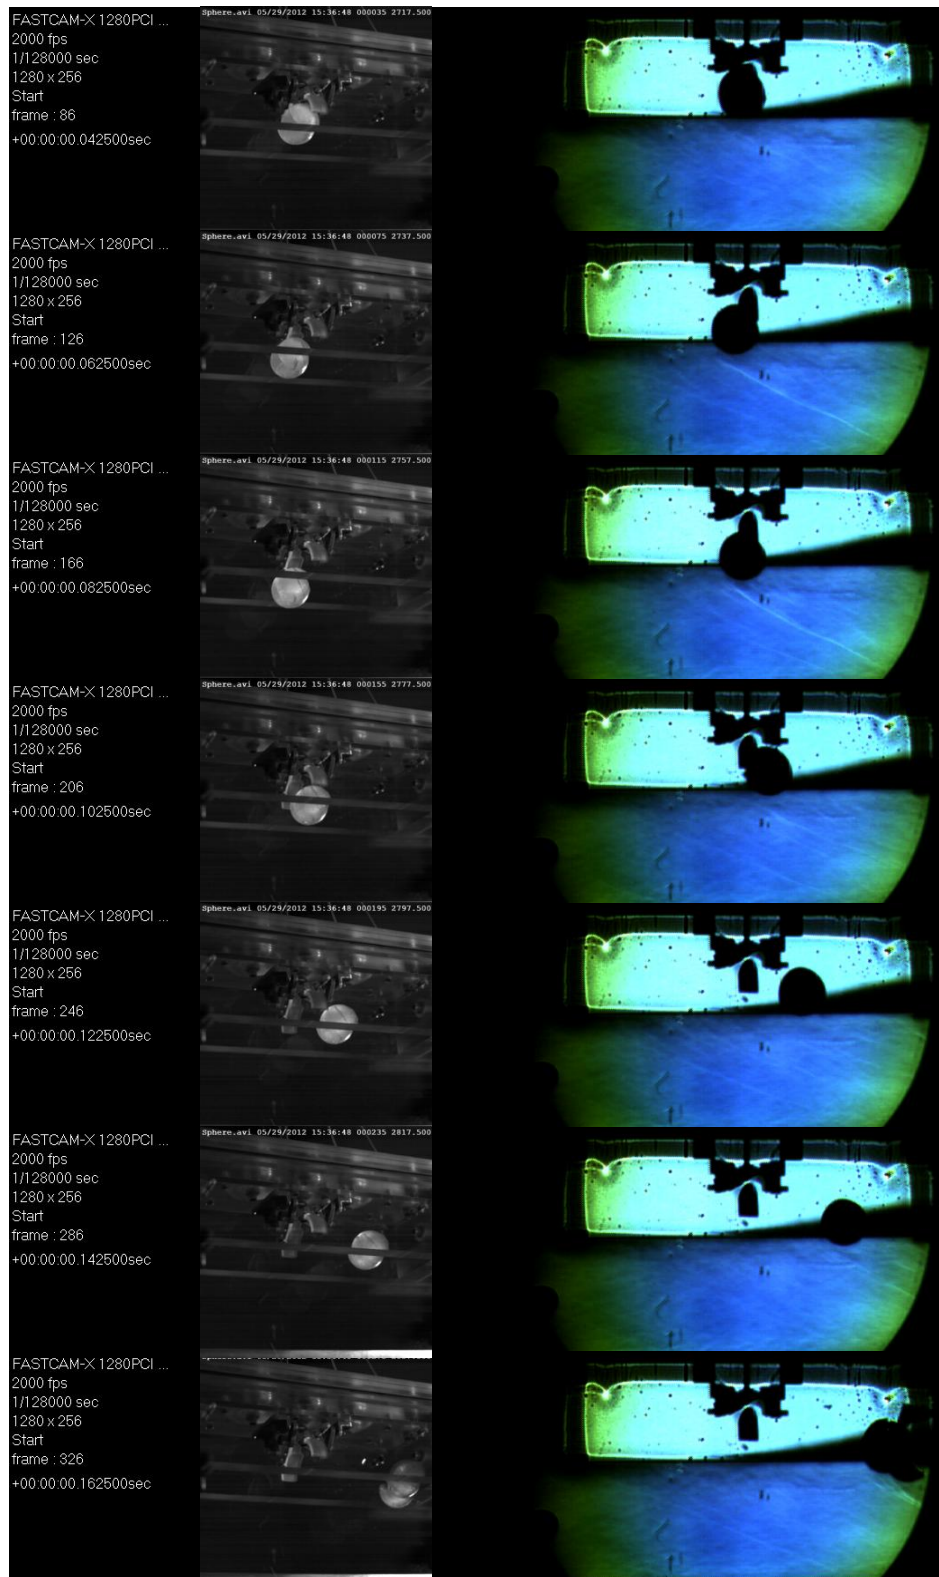 FASTCAM-X 1280PCI ...
2000 fps
1/128000 sec
1280 x 256
Start
frame : 86
+00:00:00.042500sec
Sphere.avi 05/29/2012 15:36:48 000035 2717.500
FASTCAM-X 1280PCI ...
2000 fps
1/128000 sec
1280 x 256
Start
frame : 126
+00:00:00.062500sec
Sphere.avi 05/29/2012 15:36:48 000075 2737.500
FASTCAM-X 1280PCI ...
2000 fps
1/128000 sec
1280 x 256
Start
frame : 166
+00:00:00.082500sec
Sphere.avi 05/29/2012 15:36:48 000115 2757.500
FASTCAM-X 1280PCI ...
2000 fps
1/128000 sec
1280 x 256
Start
frame : 206
+00:00:00.102500sec
Sphere.avi 05/29/2012 15:36:48 000155 2777.500
FASTCAM-X 1280PCI ...
2000 fps
1/128000 sec
1280 x 256
Start
frame : 246
+00:00:00.122500sec
Sphere.avi 05/29/2012 15:36:48 000195 2797.500
FASTCAM-X 1280PCI ...
2000 fps
1/128000 sec
1280 x 256
Start
frame : 286
+00:00:00.142500sec
Sphere.avi 05/29/2012 15:36:48 000235 2817.500
FASTCAM-X 1280PCI ...
2000 fps
1/128000 sec
1280 x 256
Start
frame : 326
+00:00:00.162500sec